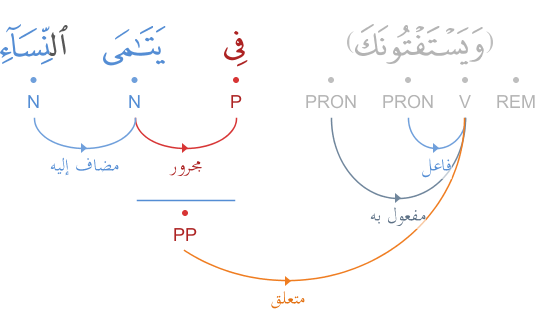 (وَيَسْتَفْتُونَكَ) فِى يَتَـٰمَى ٱلنِّسَآءِ
REM V PRON PRON P N N
فاعل مجرور مضاف إليه
مفعول به
PP
متعلق